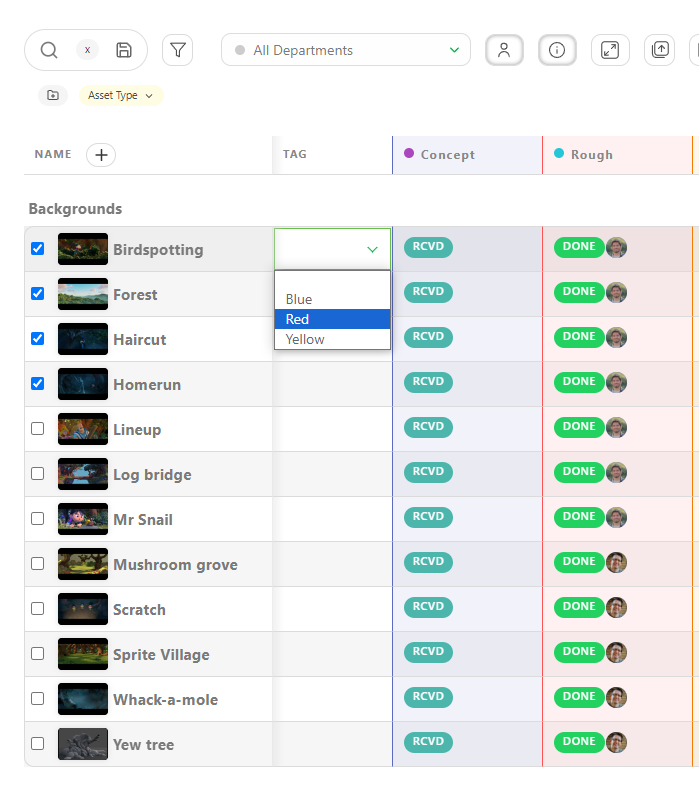 x
All Departments
Asset Type
NAME
TAG
Concept
Rough
Backgrounds
Birdspotting
RCVD
DONE
Forest
Blue
RCVD
DONE
Red
Haircut
Yellow
RCVD
DONE
Homerun
RCVD
DONE
Lineup
RCVD
DONE
Log bridge
RCVD
DONE
Mr Snail
RCVD
DONE
Mushroom grove
RCVD
DONE
Scratch
RCVD
DONE
Sprite Village
RCVD
DONE
Whack-a-mole
RCVD
DONE
Yew tree
RCVD
DONE